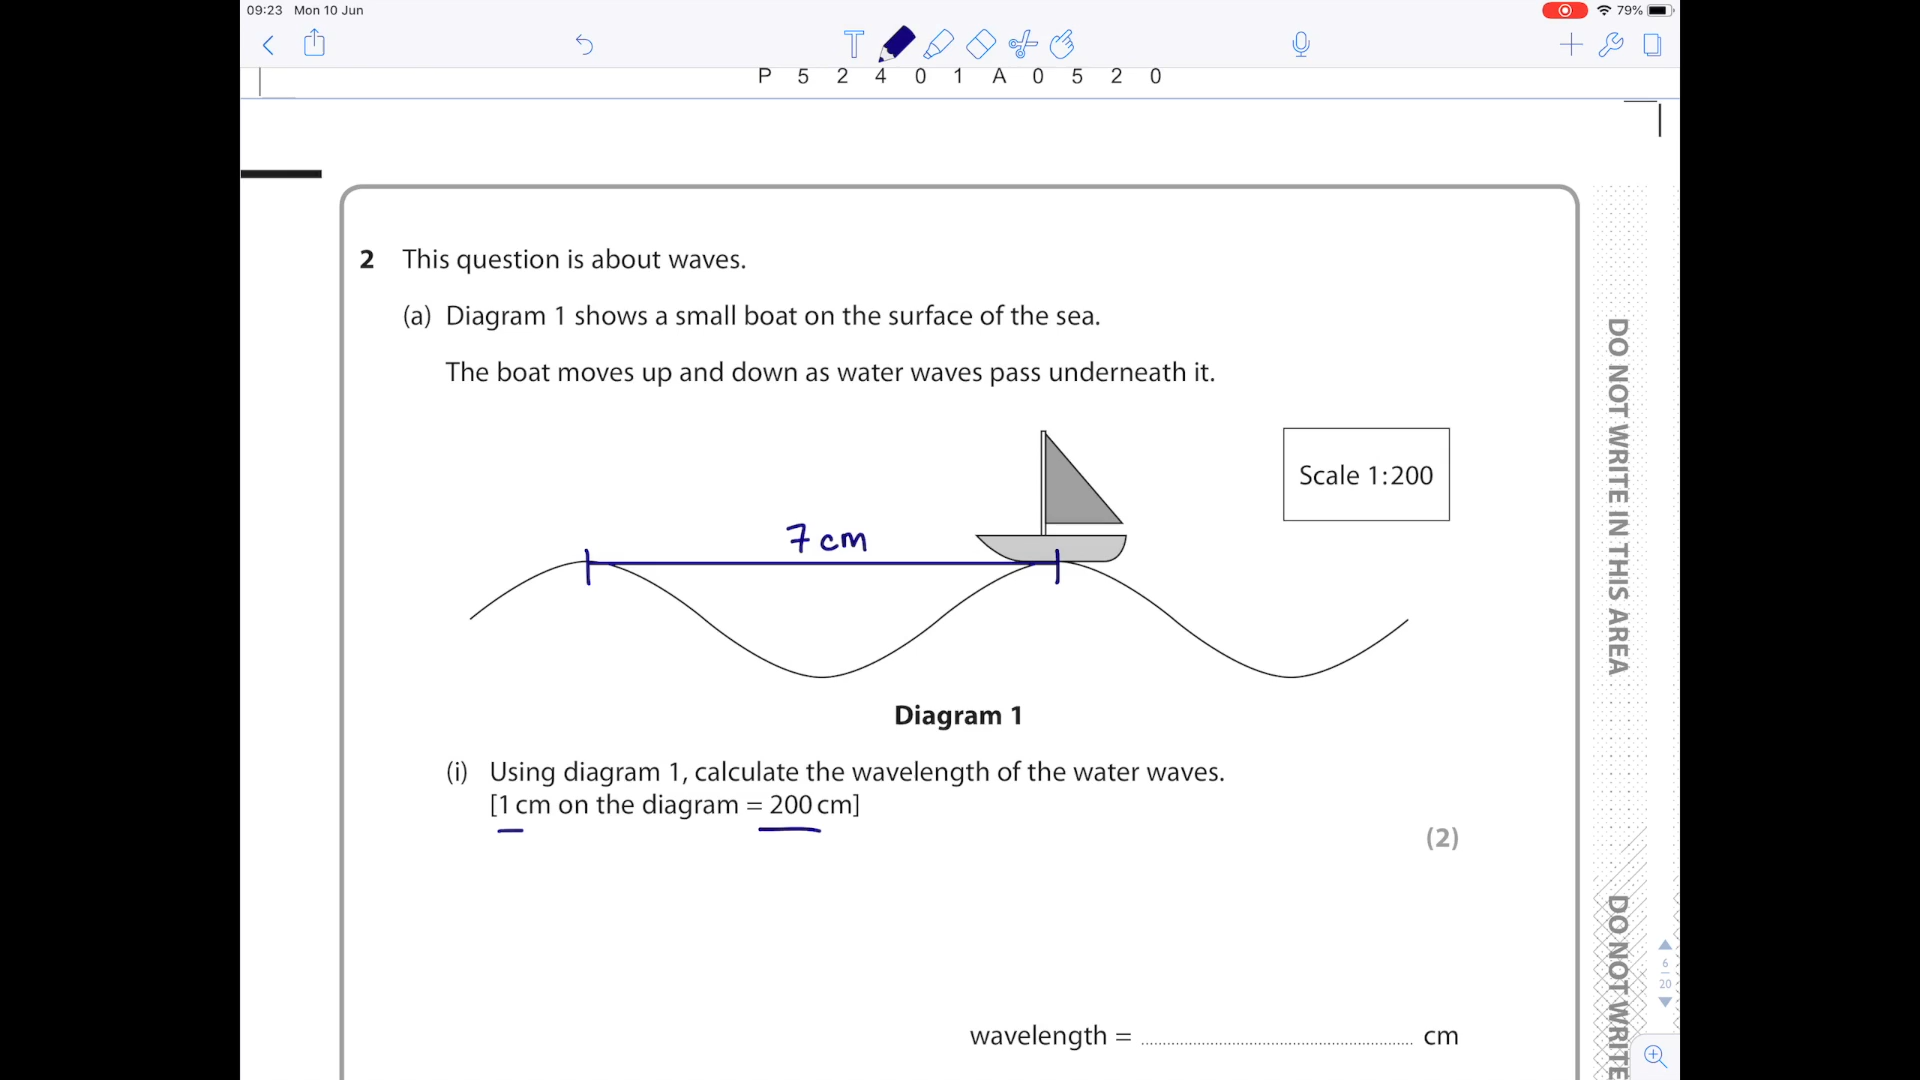 09:23 Mon 10 Jun
79%
T
P 5 2 4 0 1 A 0 5 2 0
2 This question is about waves.
(a) Diagram 1 shows a small boat on the surface of the sea.
The boat moves up and down as water waves pass underneath it.
Scale 1:200
7 cm
Diagram 1
(i) Using diagram 1, calculate the wavelength of the water waves.
[1 cm on the diagram = 200 cm]
(2)
wavelength = ............................................................ cm
DO NOT WRITE IN THIS AREA
DO NOT WRITE
6
20